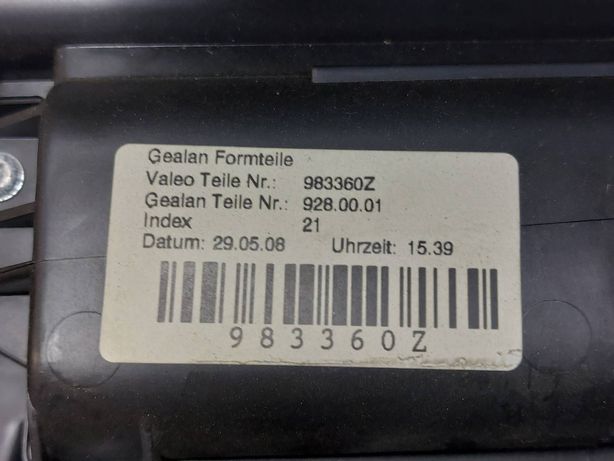 Gealan Formteile
Valeo Teile Nr.: 983360Z
Gealan Teile Nr.: 928.00.01
Index 21
Datum: 29.05.08 Uhrzeit: 15.39
983360Z